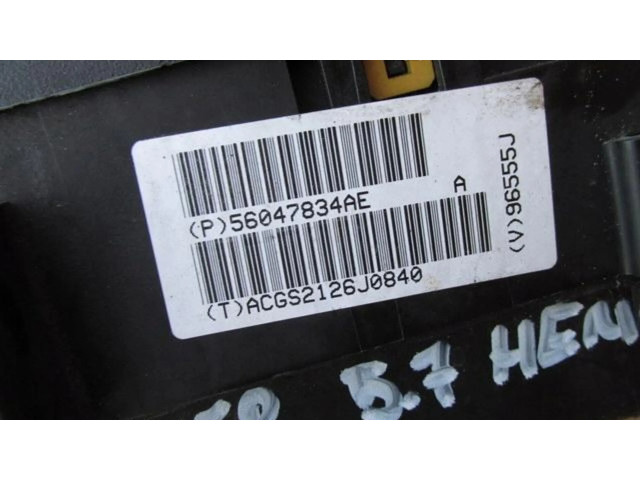 (P)56047834AE
A
(T)ACGS2126J0840
(V)96555J
5.7 HEM